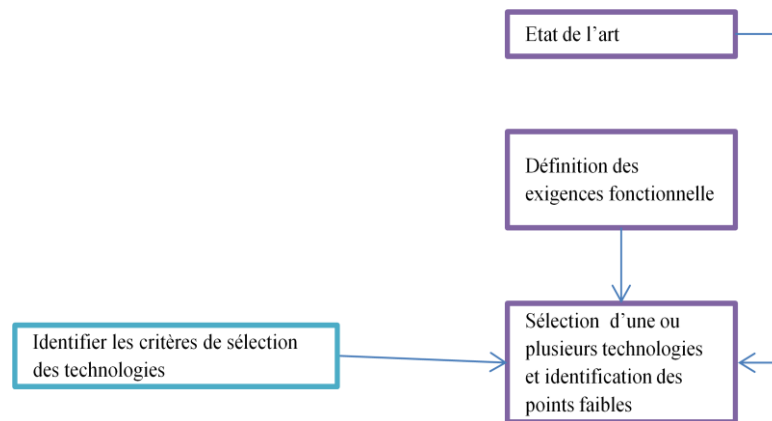 Etat de l’art
Définition des
exigences fonctionnelle
Identifier les critères de sélection
des technologies
Sélection d’une ou
plusieurs technologies
et identification des
points faibles